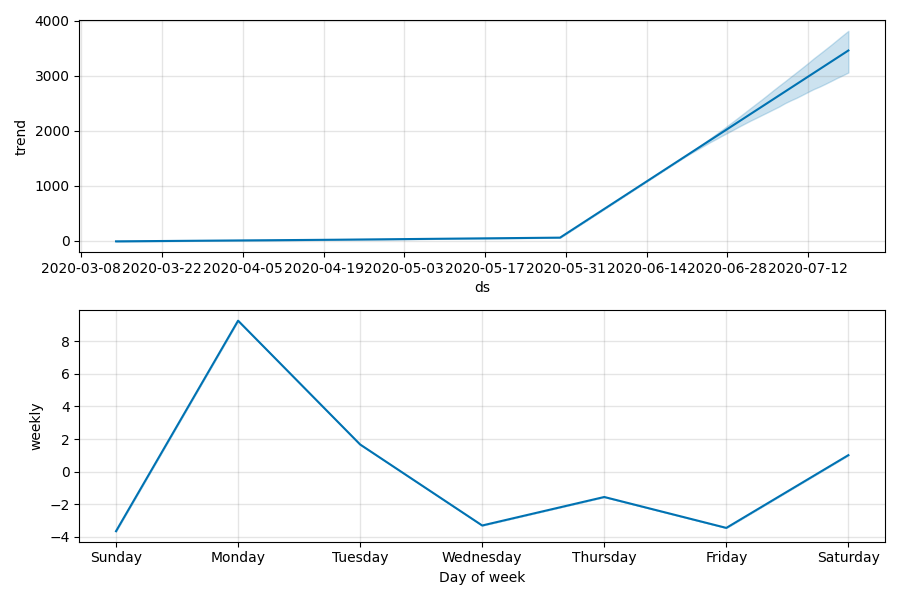 4000
3000
2000
1000
0
trend
2020-03-08 2020-03-22 2020-04-05 2020-04-19 2020-05-03 2020-05-17 2020-05-31 2020-06-14 2020-06-28 2020-07-12
ds
8
6
4
2
0
−2
−4
weekly
Sunday Monday Tuesday Wednesday Thursday Friday Saturday
Day of week